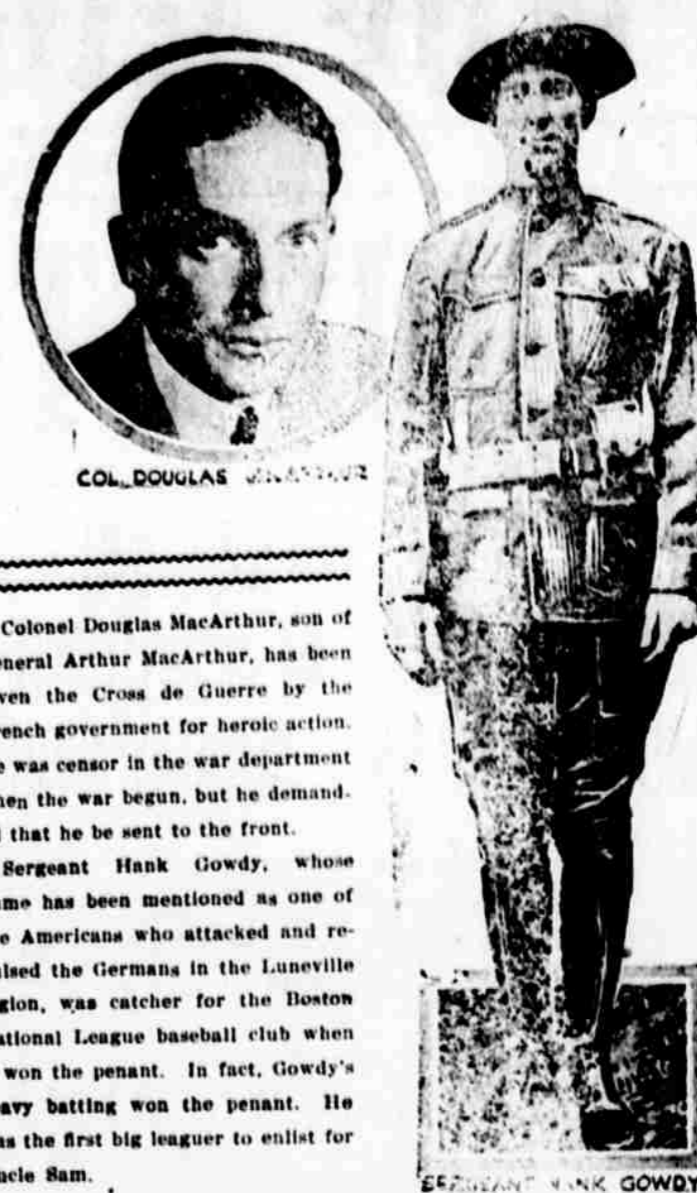 COL. DOUGLAS
Colonel Douglas MacArthur, son of
eneral Arthur MacArthur, has been
ven the Cross de Guerre by the
rench government for heroic action.
e was censor in the war department
hen the war begun, but he demand-
d that he be sent to the front.
Sergeant Hank Gowdy, whose
ame has been mentioned as one of
e Americans who attacked and re-
ulsed the Germans in the Luneville
gion, was catcher for the Boston
ational League baseball club when
won the penant. In fact, Gowdy's
eavy batting won the penant. He
as the first big leaguer to enlist for
ncle Sam.
SERGEANT HANK GOWDY